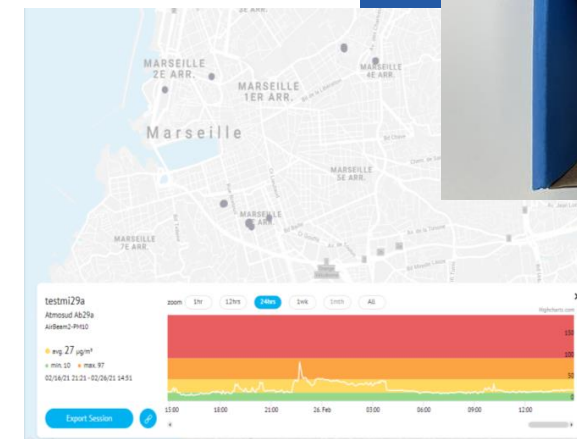 MARSEILLE
2E ARR.
MARSEILLE
4E ARR.
MARSEILLE
1ER ARR.
Marseille
MARSEILLE
5E ARR.
MARSEILLE
MARSEILLE
7E ARR.
testmi29a
Atmosud Ab29a
AirBeam2-PM10
avg. 27 µg/m³
min. 10 max. 97
02/16/21 21:21 - 02/26/21 14:51
Export Session
zoom 1hr 12hrs 24hrs 1wk 1mth All
X
Highcharts.com
150
100
50
0
15:00 18:00 21:00 26. Feb 03:00 06:00 09:00 12:00